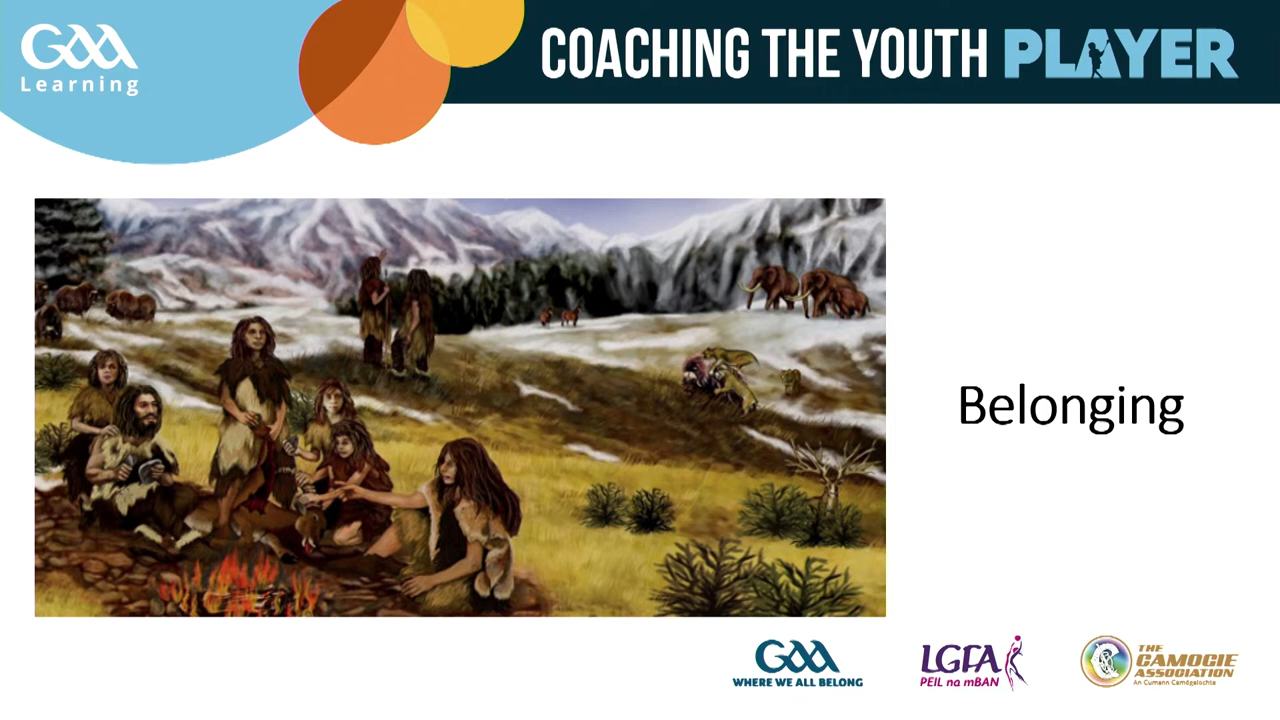 GAA
Learning
COACHING THE YOUTH PLAYER
Belonging
GAA
WHERE WE ALL BELONG
LGFA
PEIL na mBAN
THE
CAMOGIE
ASSOCIATION
An Cumann Camógaíochta